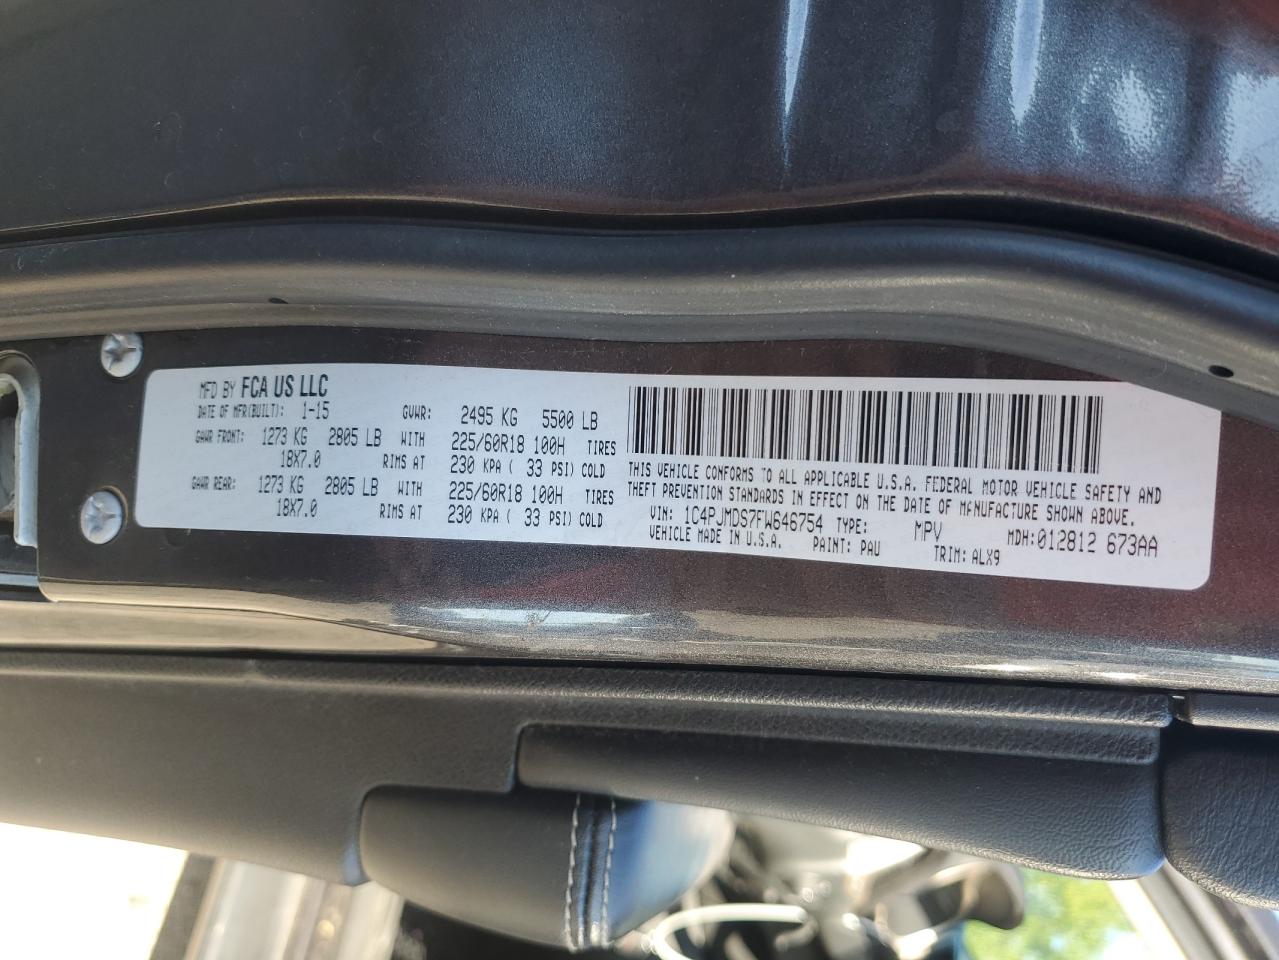 MFD BY FCA US LLC
DATE OF MFR(BUILT): 1-15 GVWR: 2495 KG 5500 LB
GAWR FRONT: 1273 KG 2805 LB WITH 225/60R18 100H TIRES
18X7.0 RIMS AT 230 KPA ( 33 PSI) COLD
GAWR REAR: 1273 KG 2805 LB WITH 225/60R18 100H TIRES
18X7.0 RIMS AT 230 KPA ( 33 PSI) COLD
THIS VEHICLE CONFORMS TO ALL APPLICABLE U.S.A. FEDERAL MOTOR VEHICLE SAFETY AND
THEFT PREVENTION STANDARDS IN EFFECT ON THE DATE OF MANUFACTURE SHOWN ABOVE.
VIN: 1C4PJMDS7FW646754 TYPE: MPV MDH: 012812 673AA
VEHICLE MADE IN U.S.A. PAINT: PAU TRIM: ALX9